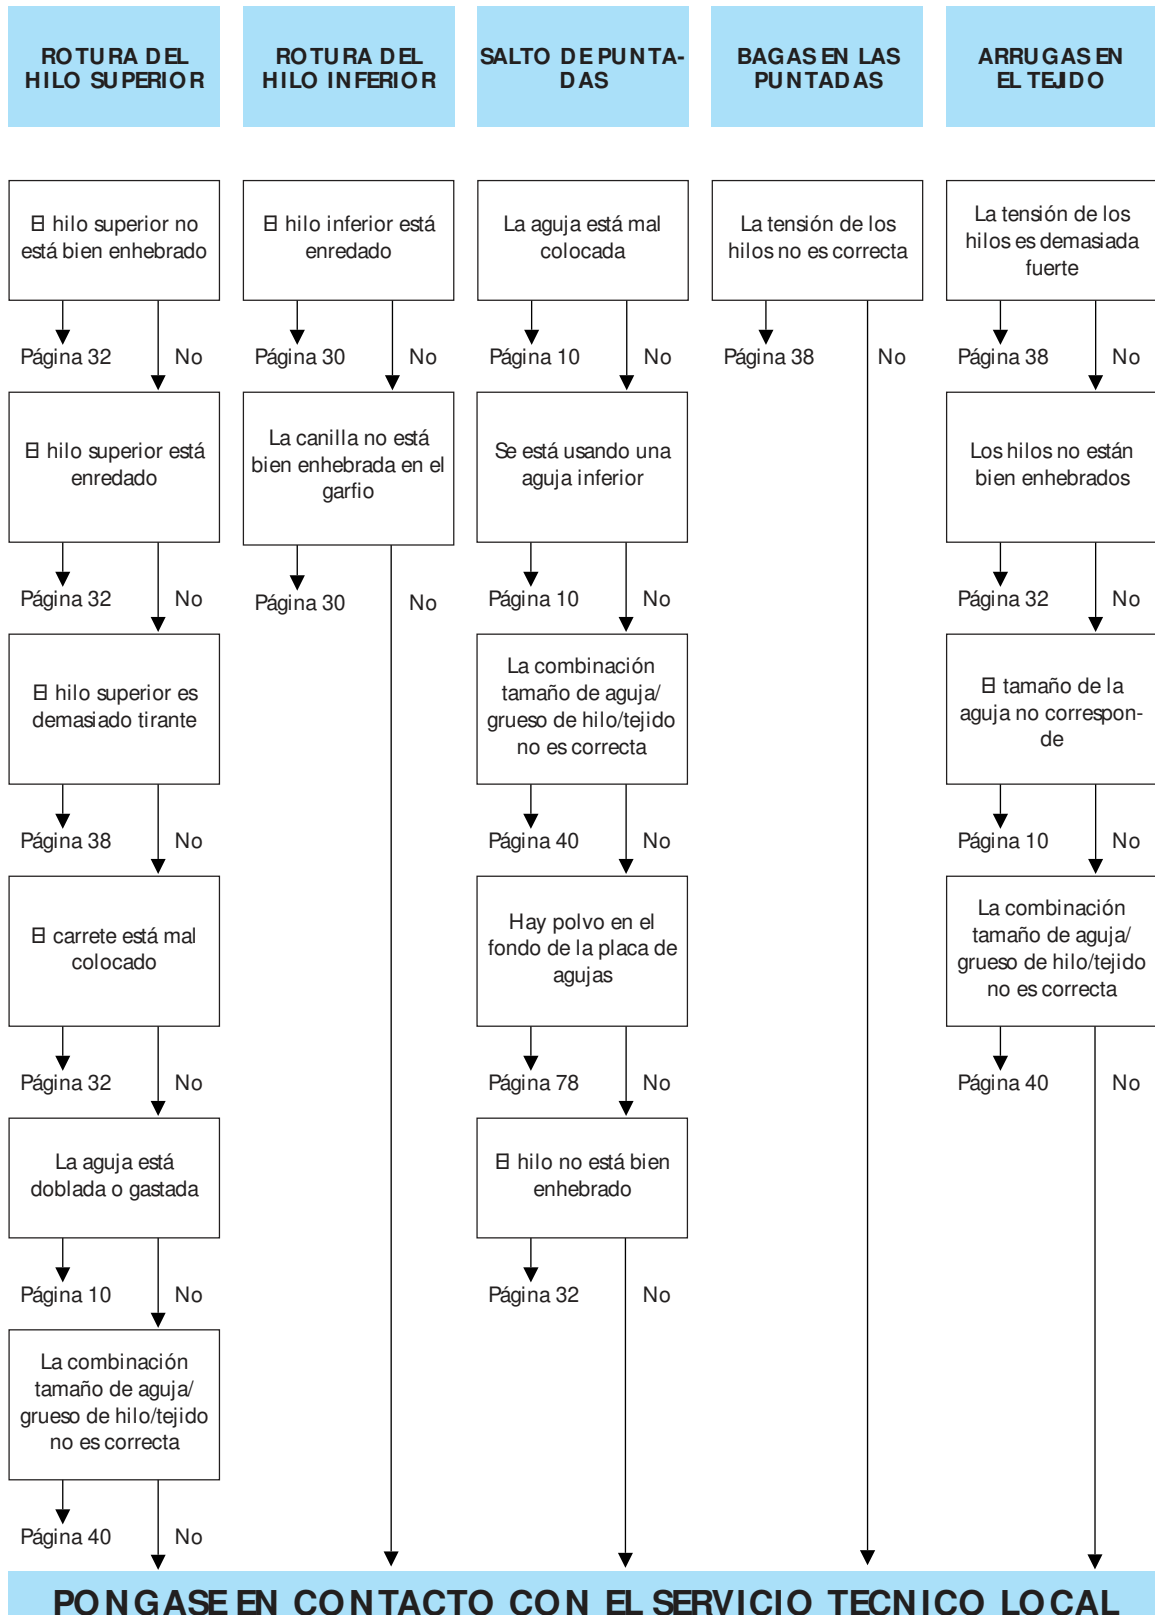 ROTURA DEL
HILO SUPERIOR
El hilo superior no
está bien enhebrado
Página 32
No
El hilo superior está
enredado
Página 32
No
El hilo superior es
demasiado tirante
Página 38
No
El carrete está mal
colocado
Página 32
No
La aguja está
doblada o gastada
Página 10
No
La combinación
tamaño de aguja/
grueso de hilo/tejido
no es correcta
Página 40
No
ROTURA DEL
HILO INFERIOR
El hilo inferior está
enredado
Página 30
No
La canilla no está
bien enhebrada en el
garfio
Página 30
No
SALTO DE PUNTA-
DAS
La aguja está mal
colocada
Página 10
No
Se está usando una
aguja inferior
Página 10
No
La combinación
tamaño de aguja/
grueso de hilo/tejido
no es correcta
Página 40
No
Hay polvo en el
fondo de la placa de
agujas
Página 78
No
El hilo no está bien
enhebrado
Página 32
No
BAGAS EN LAS
PUNTADAS
La tensión de los
hilos no es correcta
Página 38
No
ARRUGAS EN
EL TEJIDO
La tensión de los
hilos es demasiada
fuerte
Página 38
No
Los hilos no están
bien enhebrados
Página 32
No
El tamaño de la
aguja no correspon-
de
Página 10
No
La combinación
tamaño de aguja/
grueso de hilo/tejido
no es correcta
Página 40
No
PONGASE EN CONTACTO CON EL SERVICIO TECNICO LOCAL